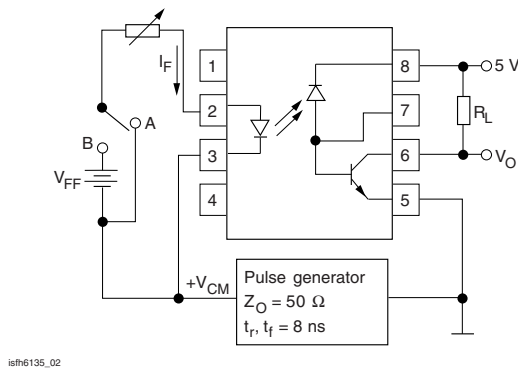 I_F
1
2
3
4
8
7
6
5
5 V
R_L
V_O
A
B
V_FF
+V_CM
Pulse generator
Z_O = 50 Ω
t_r, t_f = 8 ns
isfh6135_02